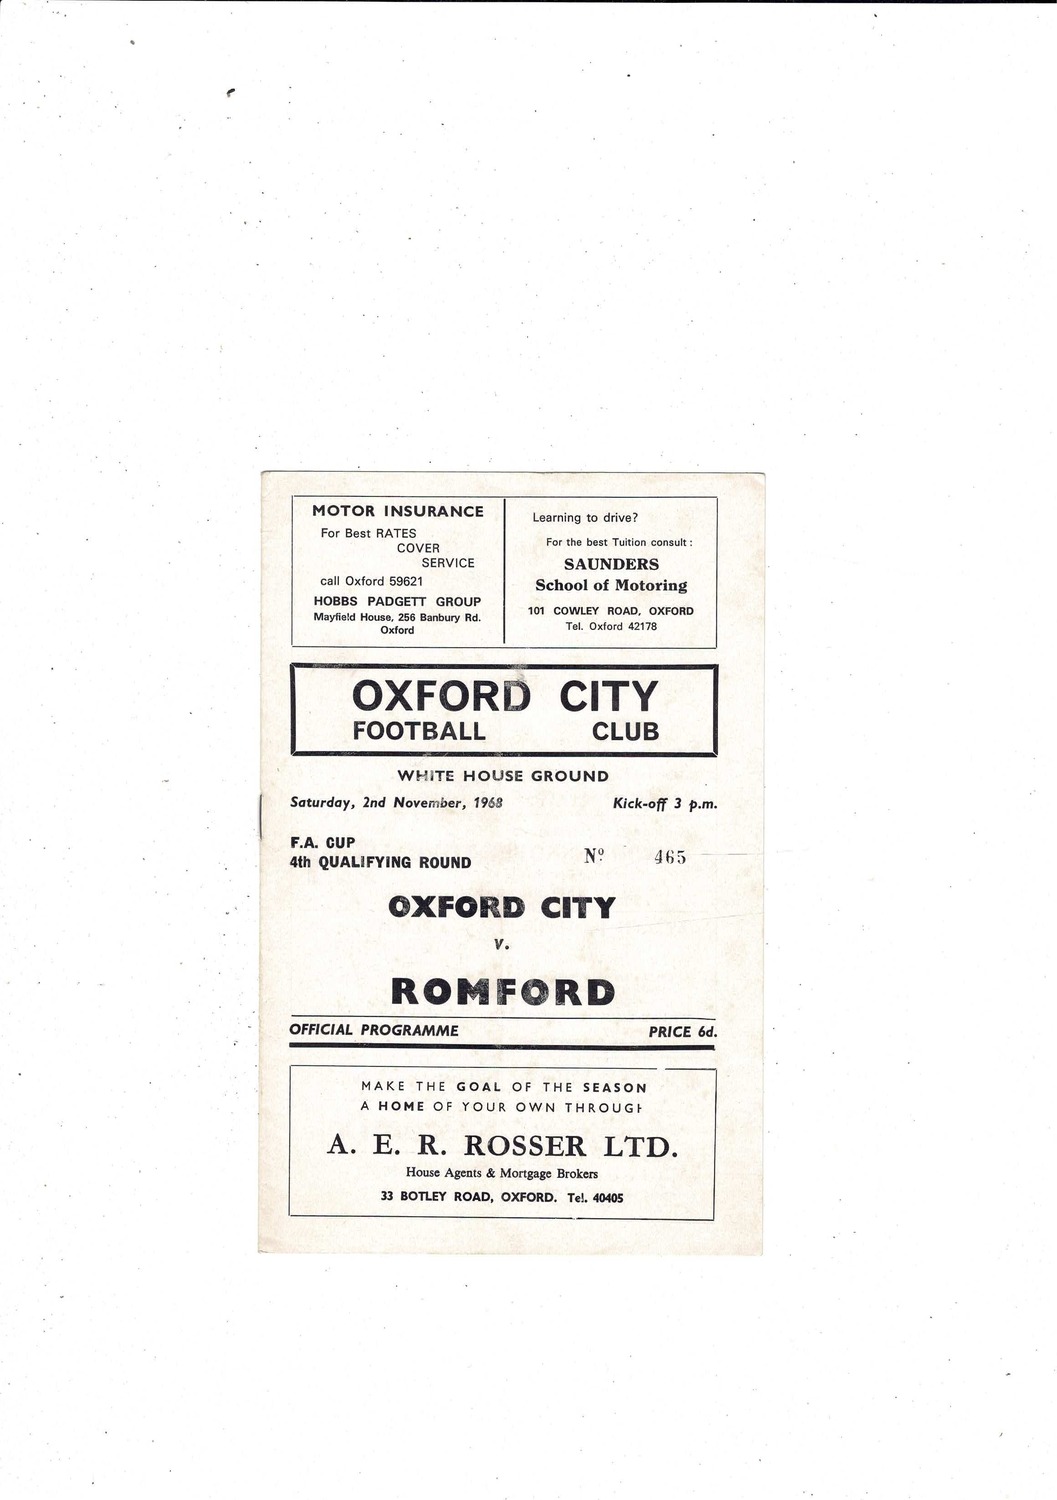 MOTOR INSURANCE
For Best RATES
COVER
SERVICE
call Oxford 59621
HOBBS PADGETT GROUP
Mayfield House, 256 Banbury Rd.
Oxford
Learning to drive?
For the best Tuition consult :
SAUNDERS
School of Motoring
101 COWLEY ROAD, OXFORD
Tel. Oxford 42178
OXFORD CITY
FOOTBALL CLUB
WHITE HOUSE GROUND
Saturday, 2nd November, 1968 Kick-off 3 p.m.
F.A. CUP
4th QUALIFYING ROUND
Nº 465
OXFORD CITY
v.
ROMFORD
OFFICIAL PROGRAMME PRICE 6d.
MAKE THE GOAL OF THE SEASON
A HOME OF YOUR OWN THROUGH
A. E. R. ROSSER LTD.
House Agents & Mortgage Brokers
33 BOTLEY ROAD, OXFORD. Tel. 40405